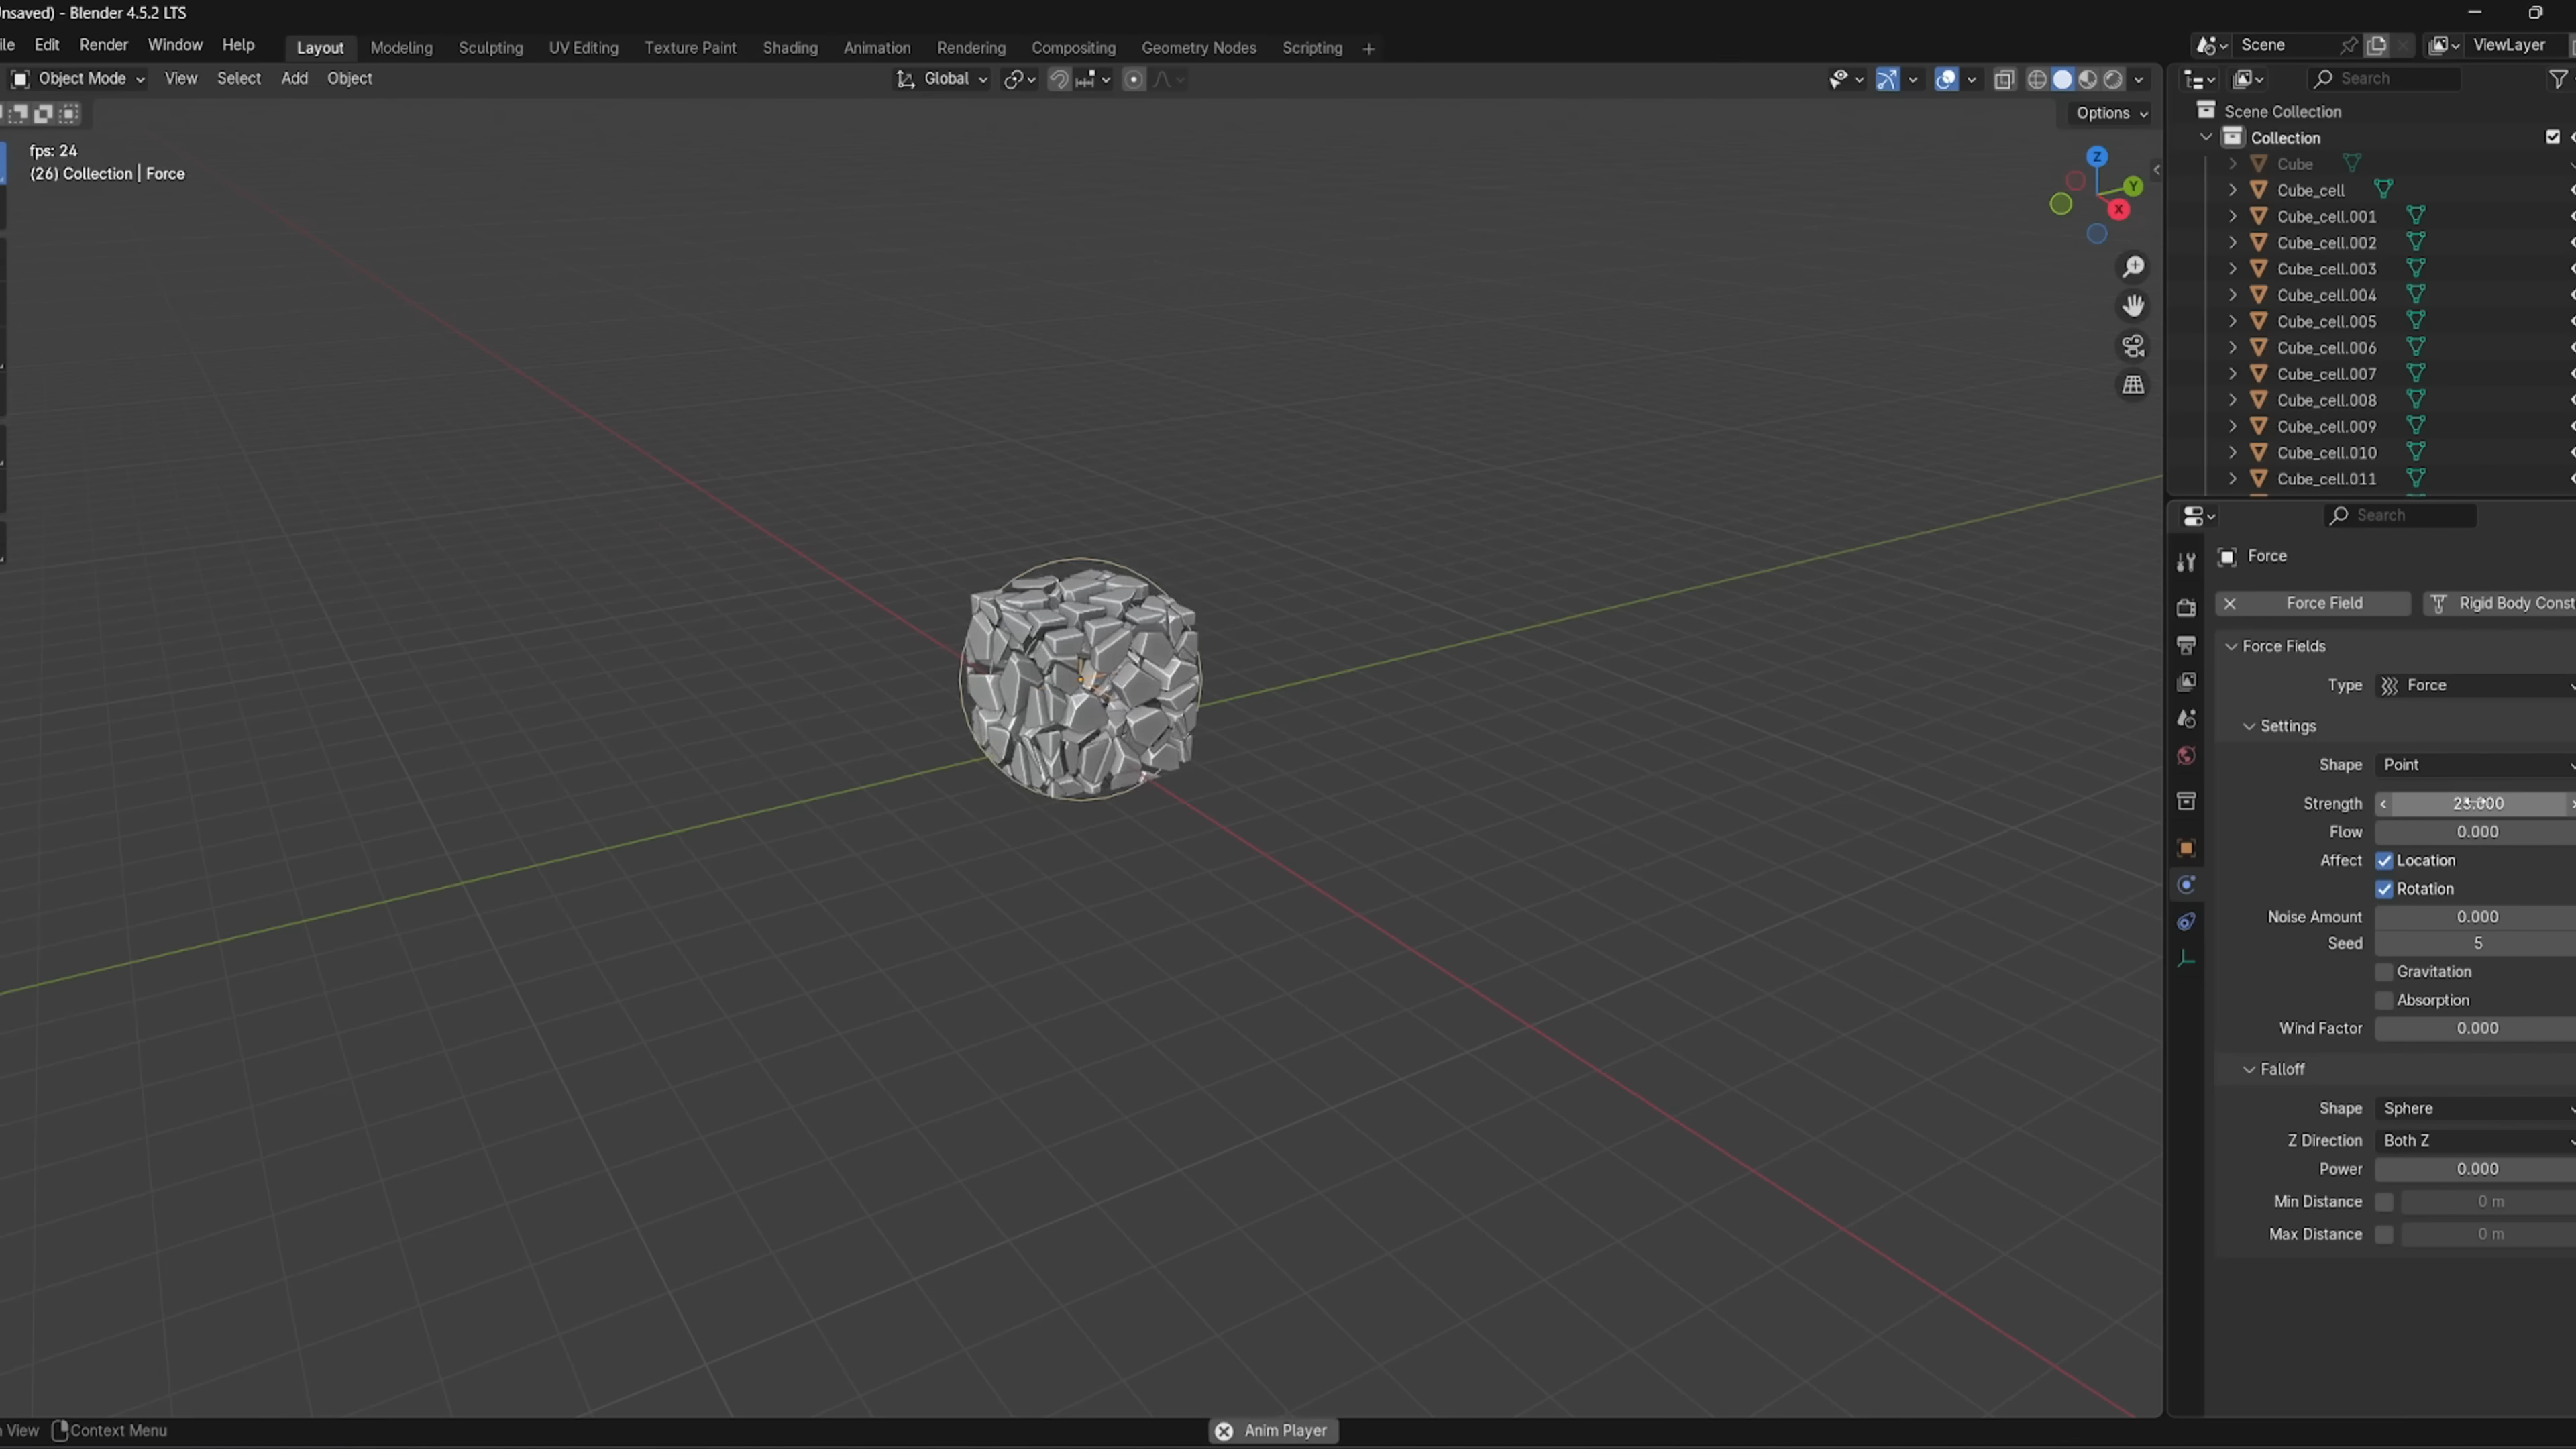 nsaved) - Blender 4.5.2 LTS
ile Edit Render Window Help Layout Modeling Sculpting UV Editing Texture Paint Shading Animation Rendering Compositing Geometry Nodes Scripting + Scene ViewLayer
Object Mode View Select Add Object Global Search
Options
fps: 24
(26) Collection | Force
Z
Y
X
Scene Collection
Collection
Cube
Cube_cell
Cube_cell.001
Cube_cell.002
Cube_cell.003
Cube_cell.004
Cube_cell.005
Cube_cell.006
Cube_cell.007
Cube_cell.008
Cube_cell.009
Cube_cell.010
Cube_cell.011
Search
Force
Force Field Rigid Body Const
Force Fields
Type Force
Settings
Shape Point
Strength
Flow 0.000
Affect Location
Rotation
Noise Amount 0.000
Seed 5
Gravitation
Absorption
Wind Factor 0.000
Falloff
Shape Sphere
Z Direction Both Z
Power 0.000
Min Distance 0 m
Max Distance 0 m
View Context Menu Anim Player